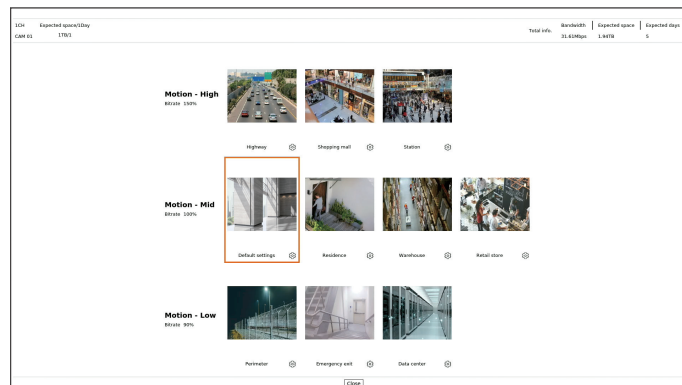 1CH Expected space/1Day
CAM 01 1TB/1
Total info.
Bandwidth Expected space Expected days
31.61Mbps 1.94TB 5
Motion - High
Bitrate 150%
Highway Shopping mall Station
Motion - Mid
Bitrate 100%
Default settings Residence Warehouse Retail store
Motion - Low
Bitrate 90%
Perimeter Emergency exit Data center
Close